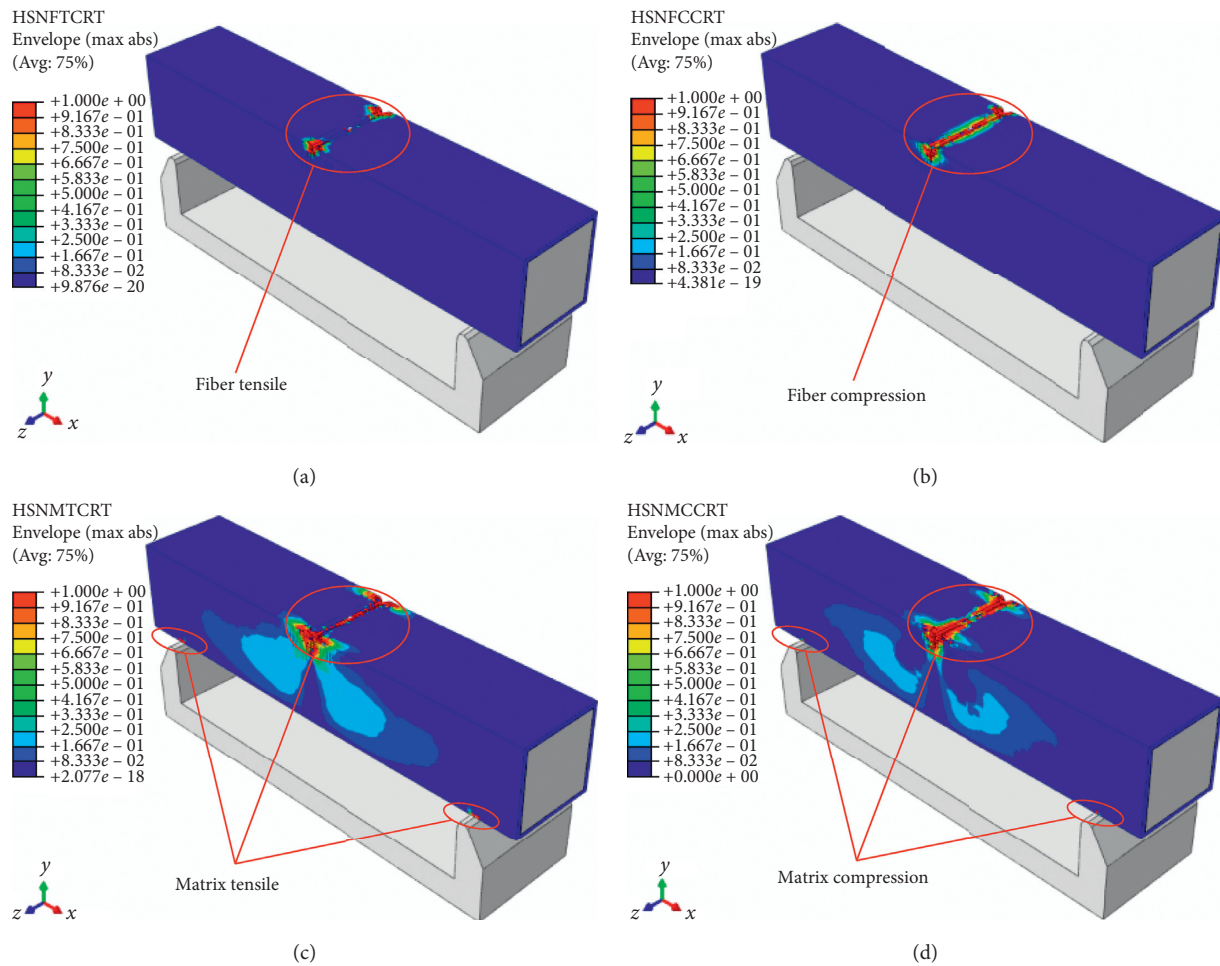 HSNFTCRT
Envelope (max abs)
(Avg: 75%)
+1.000e + 00
+9.167e – 01
+8.333e – 01
+7.500e – 01
+6.667e – 01
+5.833e – 01
+5.000e – 01
+4.167e – 01
+3.333e – 01
+2.500e – 01
+1.667e – 01
+8.333e – 02
+9.876e – 20
Fiber tensile
y
z
x
(a)
HSNFCCRT
Envelope (max abs)
(Avg: 75%)
+1.000e + 00
+9.167e – 01
+8.333e – 01
+7.500e – 01
+6.667e – 01
+5.833e – 01
+5.000e – 01
+4.167e – 01
+3.333e – 01
+2.500e – 01
+1.667e – 01
+8.333e – 02
+4.381e – 19
Fiber compression
y
z
x
(b)
HSNMTCRT
Envelope (max abs)
(Avg: 75%)
+1.000e + 00
+9.167e – 01
+8.333e – 01
+7.500e – 01
+6.667e – 01
+5.833e – 01
+5.000e – 01
+4.167e – 01
+3.333e – 01
+2.500e – 01
+1.667e – 01
+8.333e – 02
+2.077e – 18
Matrix tensile
y
z
x
(c)
HSNMCCRT
Envelope (max abs)
(Avg: 75%)
+1.000e + 00
+9.167e – 01
+8.333e – 01
+7.500e – 01
+6.667e – 01
+5.833e – 01
+5.000e – 01
+4.167e – 01
+3.333e – 01
+2.500e – 01
+1.667e – 01
+8.333e – 02
+0.000e + 00
Matrix compression
y
z
x
(d)